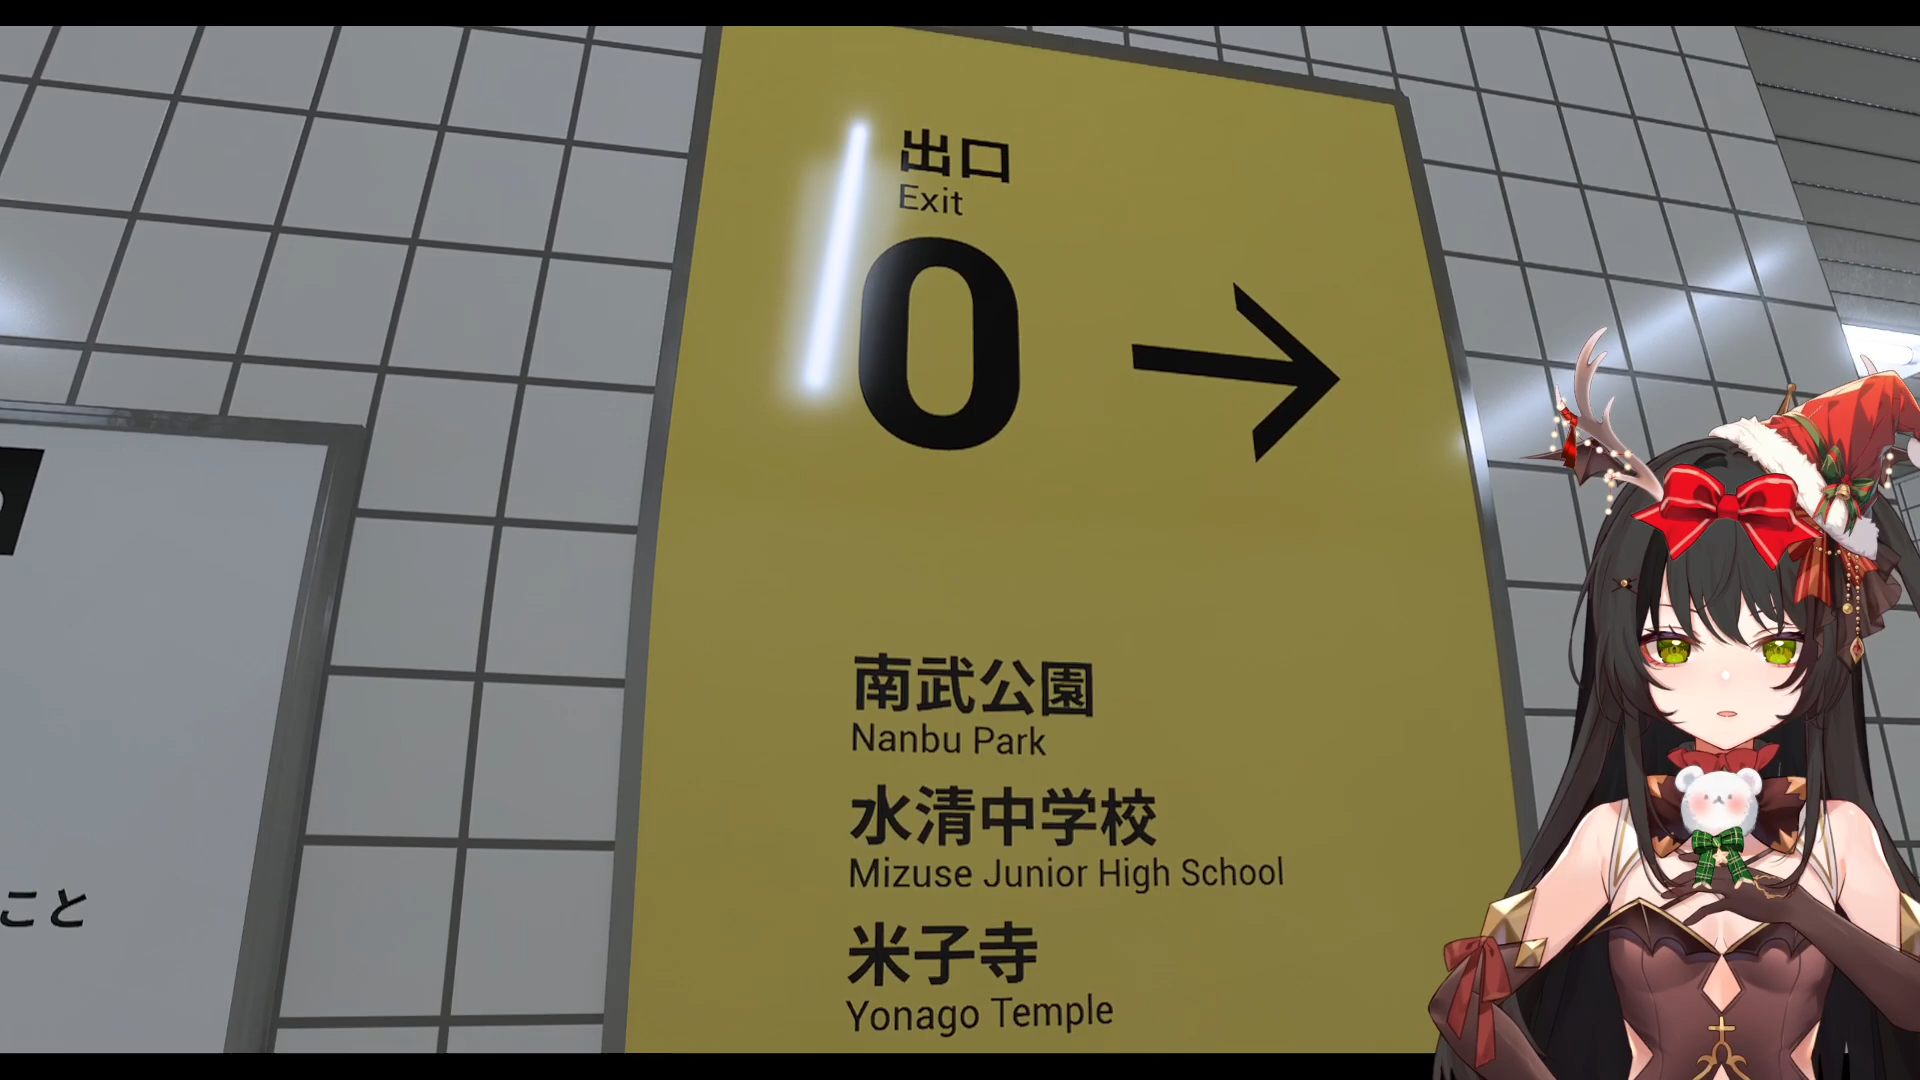 出口
Exit
0 →
南武公園
Nanbu Park
水清中学校
Mizuse Junior High School
米子寺
Yonago Temple
こと